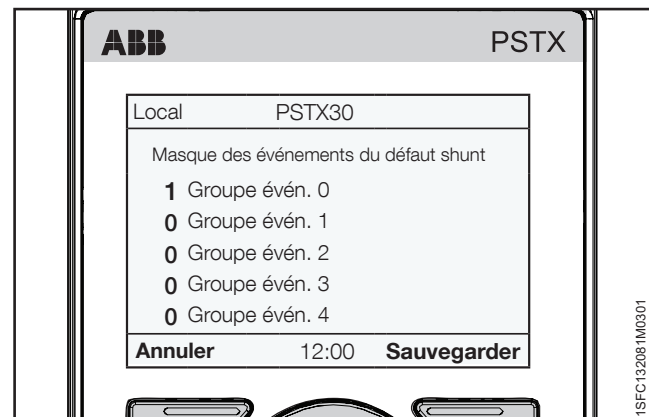 ABB PSTX
Local PSTX30
Masque des événements du défaut shunt
1 Groupe évén. 0
0 Groupe évén. 1
0 Groupe évén. 2
0 Groupe évén. 3
0 Groupe évén. 4
Annuler 12:00 Sauvegarder
1SFC132081M0301